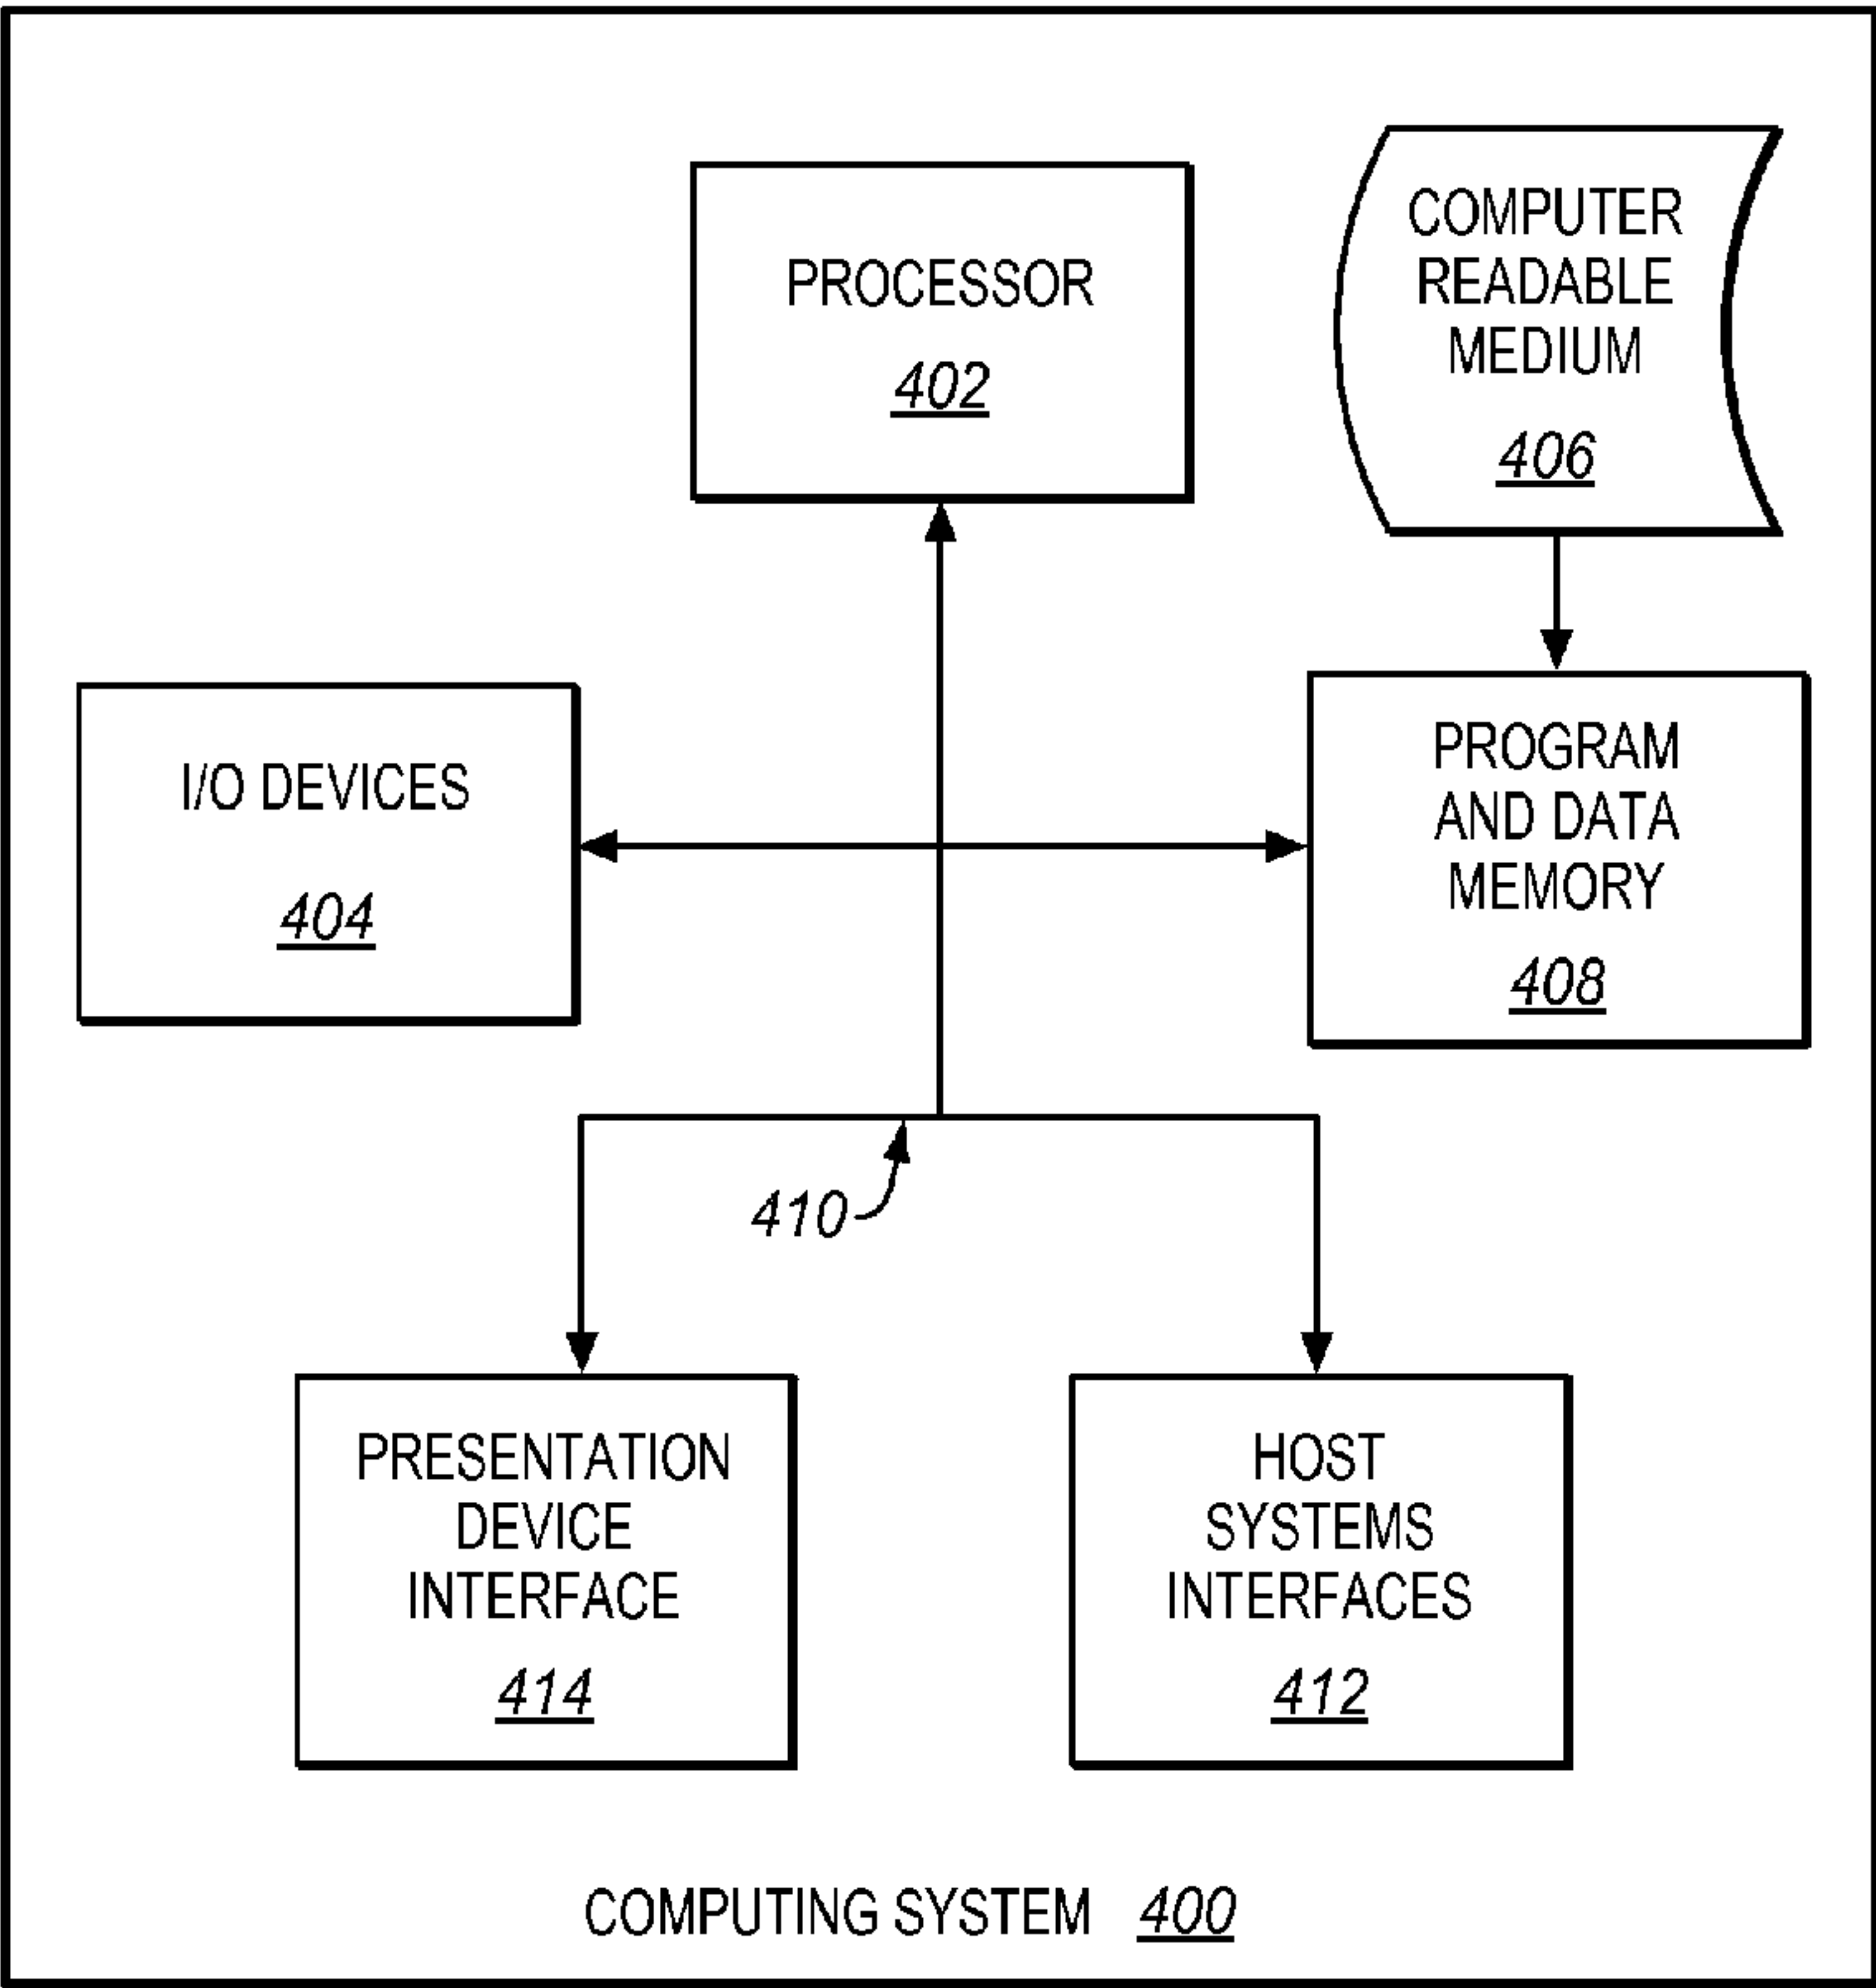 PROCESSOR
402
COMPUTER
READABLE
MEDIUM
406
I/O DEVICES
404
PROGRAM
AND DATA
MEMORY
408
410
PRESENTATION
DEVICE
INTERFACE
414
HOST
SYSTEMS
INTERFACES
412
COMPUTING SYSTEM 400